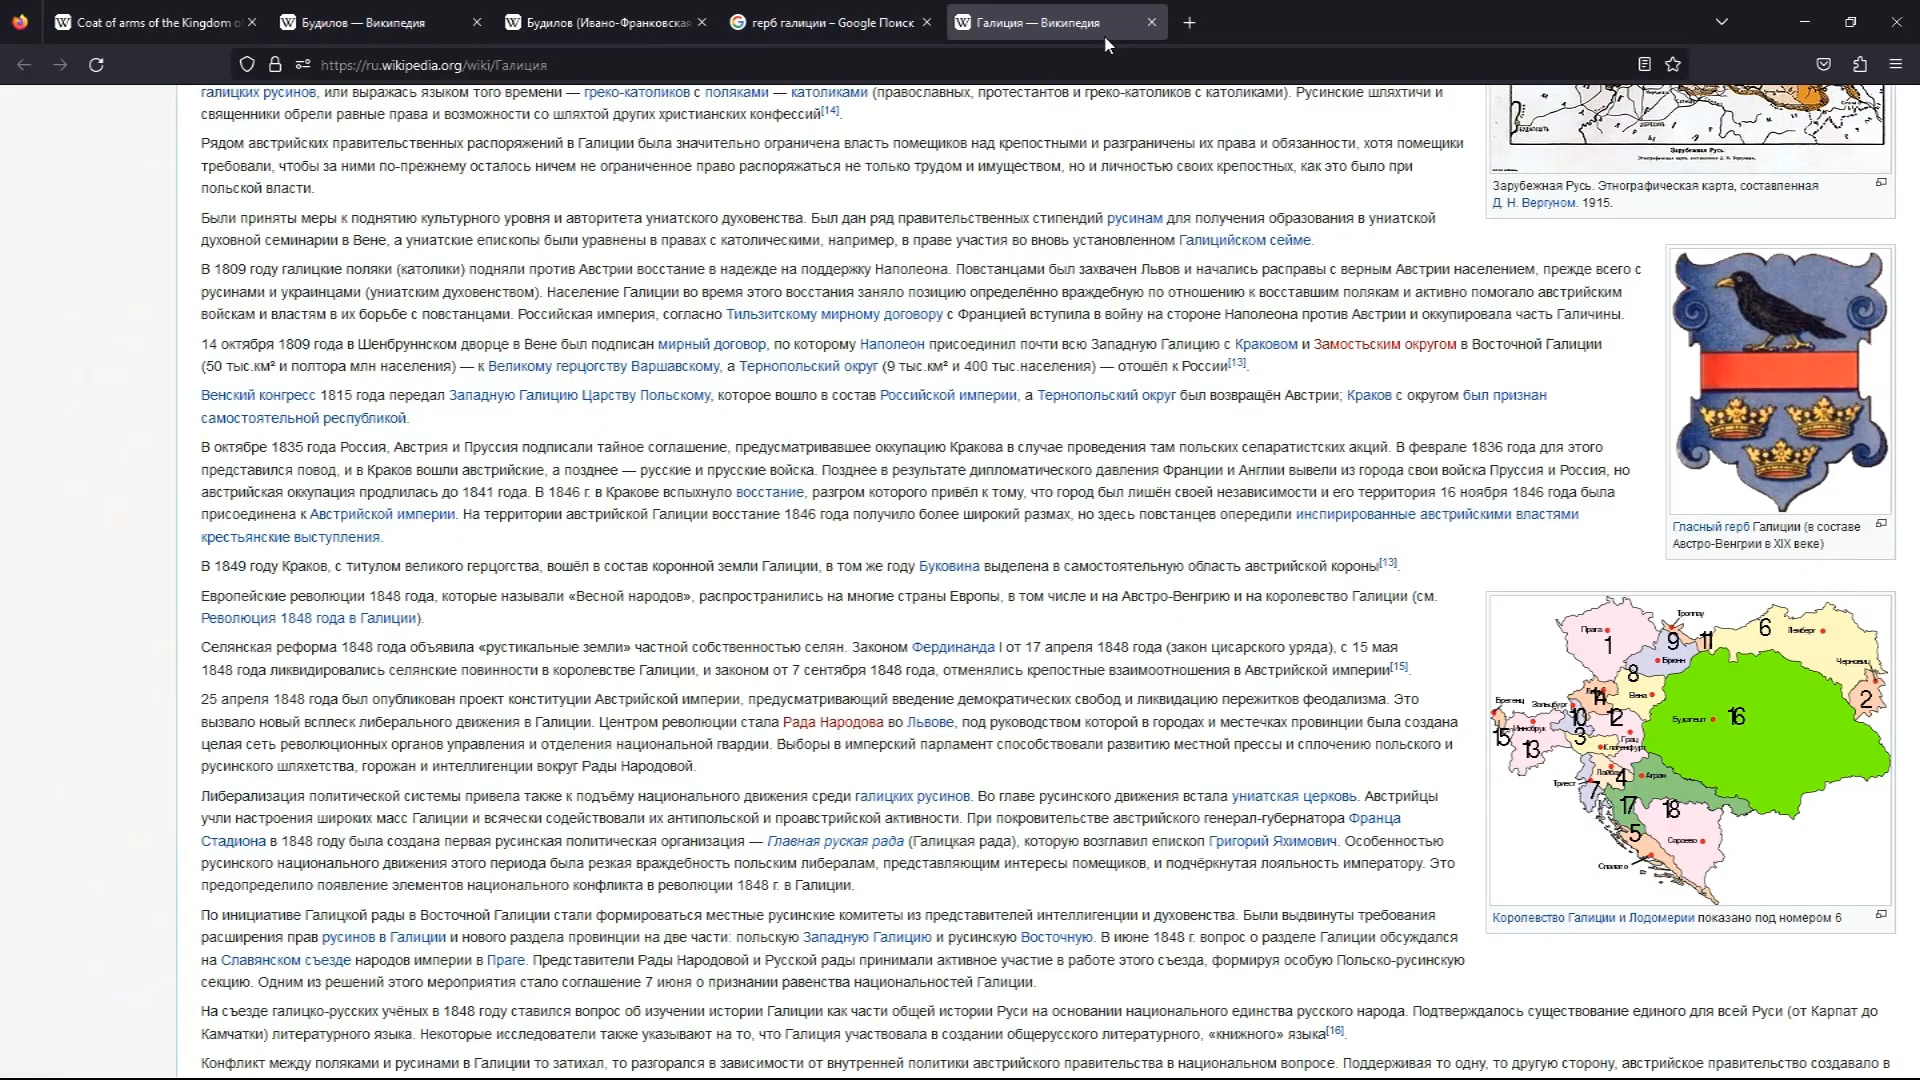 Coat of arms of the Kingdom o
Будилов — Википедия
Будилов (Ивано-Франковская
герб галиции – Google Поиск
Галиция — Википедия
https://ru.wikipedia.org/wiki/Галиция
галицких русинов, или выражась языком того времени — греко-католиков с поляками — католиками (православных, протестантов и греко-католиков с католиками). Русинские шляхтичи и
священники обрели равные права и возможности со шляхтой других христианских конфессий[14].
Рядом австрийских правительственных распоряжений в Галиции была значительно ограничена власть помещиков над крепостными и разграничены их права и обязанности, хотя помещики
требовали, чтобы за ними по-прежнему осталось ничем не ограниченное право распоряжаться не только трудом и имуществом, но и личностью своих крепостных, как это было при
польской власти.
Были приняты меры к поднятию культурного уровня и авторитета униатского духовенства. Был дан ряд правительственных стипендий русинам для получения образования в униатской
духовной семинарии в Вене, а униатские епископы были уравнены в правах с католическими, например, в праве участия во вновь установленном Галицийском сейме.
В 1809 году галицкие поляки (католики) подняли против Австрии восстание в надежде на поддержку Наполеона. Повстанцами был захвачен Львов и начались расправы с верным Австрии населением, прежде всего с
русинами и украинцами (униатским духовенством). Население Галиции во время этого восстания заняло позицию определённо враждебную по отношению к восставшим полякам и активно помогало австрийским
войскам и властям в их борьбе с повстанцами. Российская империя, согласно Тильзитскому мирному договору с Францией вступила в войну на стороне Наполеона против Австрии и оккупировала часть Галичины.
14 октября 1809 года в Шенбруннском дворце в Вене был подписан мирный договор, по которому Наполеон присоединил почти всю Западную Галицию с Краковом и Замостьским округом в Восточной Галиции
(50 тыс.км² и полтора млн населения) — к Великому герцогству Варшавскому, а Тернопольский округ (9 тыс.км² и 400 тыс.населения) — отошёл к России[13].
Венский конгресс 1815 года передал Западную Галицию Царству Польскому, которое вошло в состав Российской империи, а Тернопольский округ был возвращён Австрии; Краков с округом был признан
самостоятельной республикой.
В октябре 1835 года Россия, Австрия и Пруссия подписали тайное соглашение, предусматривавшее оккупацию Кракова в случае проведения там польских сепаратистских акций. В феврале 1836 года для этого
представился повод, и в Краков вошли австрийские, а позднее — русские и прусские войска. Позднее в результате дипломатического давления Франции и Англии вывели из города свои войска Пруссия и Россия, но
австрийская оккупация продлилась до 1841 года. В 1846 г. в Кракове вспыхнуло восстание, разгром которого привёл к тому, что город был лишён своей независимости и его территория 16 ноября 1846 года была
присоединена к Австрийской империи. На территории австрийской Галиции восстание 1846 года получило более широкий размах, но здесь повстанцев опередили инспирированные австрийскими властями
крестьянские выступления.
В 1849 году Краков, с титулом великого герцогства, вошёл в состав коронной земли Галиции, в том же году Буковина выделена в самостоятельную область австрийской короны[13].
Европейские революции 1848 года, которые называли «Весной народов», распространились на многие страны Европы, в том числе и на Австро-Венгрию и на королевство Галиции (см.
Революция 1848 года в Галиции).
Селянская реформа 1848 года объявила «рустикальные земли» частной собственностью селян. Законом Фердинанда I от 17 апреля 1848 года (закон цисарского уряда), с 15 мая
1848 года ликвидировались селянские повинности в королевстве Галиции, и законом от 7 сентября 1848 года, отменялись крепостные взаимоотношения в Австрийской империи[15].
25 апреля 1848 года был опубликован проект конституции Австрийской империи, предусматривающий введение демократических свобод и ликвидацию пережитков феодализма. Это
вызвало новый всплеск либерального движения в Галиции. Центром революции стала Рада Народова во Львове, под руководством которой в городах и местечках провинции была создана
целая сеть революционных органов управления и отделения национальной гвардии. Выборы в имперский парламент способствовали развитию местной прессы и сплочению польского и
русинского шляхетства, горожан и интеллигенции вокруг Рады Народовой.
Либерализация политической системы привела также к подъёму национального движения среди галицких русинов. Во главе русинского движения встала униатская церковь. Австрийцы
учли настроения широких масс Галиции и всячески содействовали их антипольской и проавстрийской активности. При покровительстве австрийского генерал-губернатора Франца
Стадиона в 1848 году была создана первая русинская политическая организация — Главная руская рада (Галицкая рада), которую возглавил епископ Григорий Яхимович. Особенностью
русинского национального движения этого периода была резкая враждебность польским либералам, представляющим интересы помещиков, и подчёркнутая лояльность императору. Это
предопределило появление элементов национального конфликта в революции 1848 г. в Галиции.
По инициативе Галицкой рады в Восточной Галиции стали формироваться местные русинские комитеты из представителей интеллигенции и духовенства. Были выдвинуты требования
расширения прав русинов в Галиции и нового раздела провинции на две части: польскую Западную Галицию и русинскую Восточную. В июне 1848 г. вопрос о разделе Галиции обсуждался
на Славянском съезде народов империи в Праге. Представители Рады Народовой и Русской рады принимали активное участие в работе этого съезда, формируя особую Польско-русинскую
секцию. Одним из решений этого мероприятия стало соглашение 7 июня о признании равенства национальностей Галиции.
На съезде галицко-русских учёных в 1848 году ставился вопрос об изучении истории Галиции как части общей истории Руси на основании национального единства русского народа. Подтверждалось существование единого для всей Руси (от Карпат до
Камчатки) литературного языка. Некоторые исследователи также указывают на то, что Галиция участвовала в создании общерусского литературного, «книжного» языка[16].
Конфликт между поляками и русинами в Галиции то затихал, то разгорался в зависимости от внутренней политики австрийского правительства в национальном вопросе. Поддерживая то одну, то другую сторону, австрийское правительство создавало в
Зарубежная Русь.
Зарубежная Русь. Этнографическая карта, составленная
Д. Н. Вергуном. 1915.
Гласный герб Галиции (в составе
Австро-Венгрии в XIX веке)
Троппау
Прага
1
9
11
6
Лемберг
Брюнн
Черновиц
8
Вена
14
2
Брегенц
Зальцбург
10
12
Будапешт
16
Инсбрук
15
13
3
Грац
Клагенфурт
Лайбах
4
Аграм
Триест
7
17
18
5
Сараево
Спалато
Королевство Галиции и Лодомерии показано под номером 6